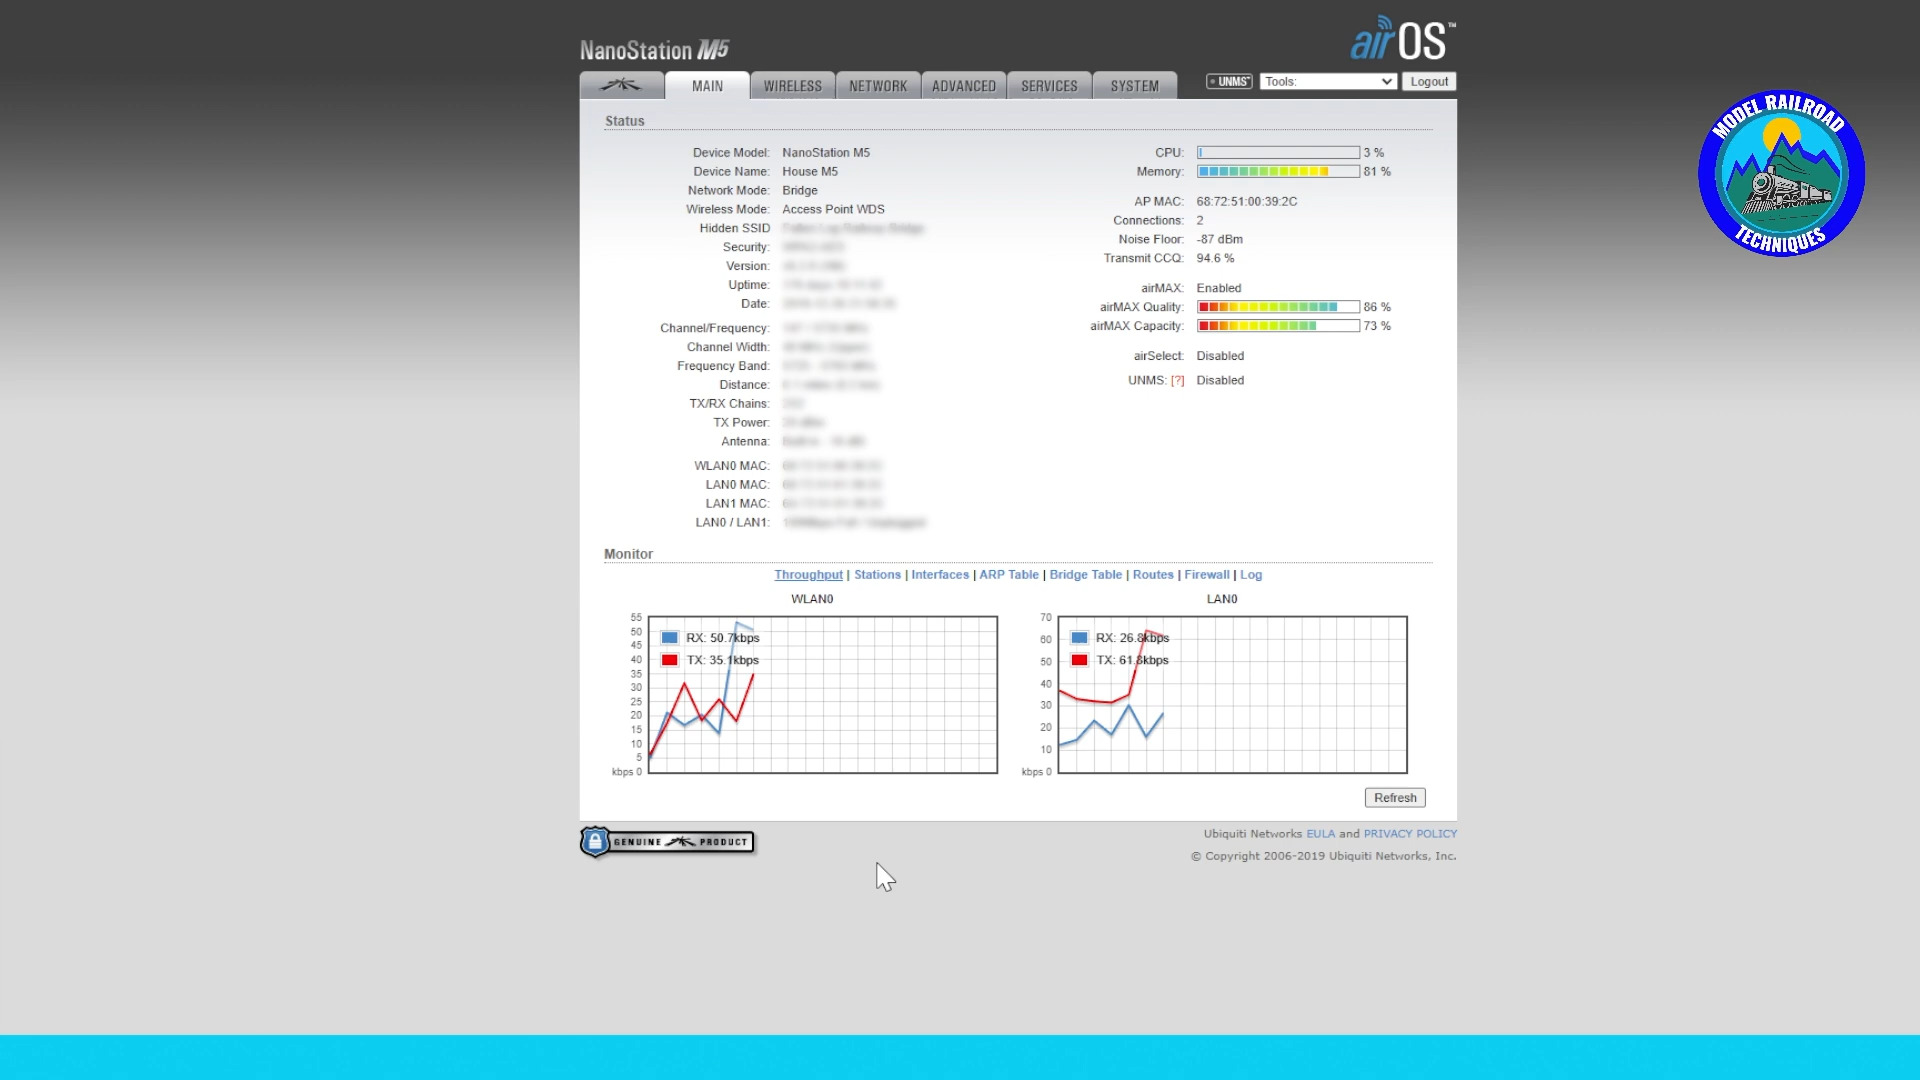 NanoStation M5
airOS™
MAIN
WIRELESS
NETWORK
ADVANCED
SERVICES
SYSTEM
UNMS™
Tools:
Logout
MODEL RAILROAD
TECHNIQUES
Status
Device Model: NanoStation M5
Device Name: House M5
Network Mode: Bridge
Wireless Mode: Access Point WDS
Hidden SSID
Security:
Version:
Uptime:
Date:
Channel/Frequency:
Channel Width:
Frequency Band:
Distance:
TX/RX Chains:
TX Power:
Antenna:
WLAN0 MAC:
LAN0 MAC:
LAN1 MAC:
LAN0 / LAN1:
CPU: 3 %
Memory: 81 %
AP MAC: 68:72:51:00:39:2C
Connections: 2
Noise Floor: -87 dBm
Transmit CCQ: 94.6 %
airMAX: Enabled
airMAX Quality: 86 %
airMAX Capacity: 73 %
airSelect: Disabled
UNMS: [?] Disabled
Monitor
Throughput | Stations | Interfaces | ARP Table | Bridge Table | Routes | Firewall | Log
WLAN0
55
50
45
40
35
30
25
20
15
10
5
kbps 0
RX: 50.7kbps
TX: 35.1kbps
LAN0
70
60
50
40
30
20
10
kbps 0
RX: 26.8kbps
TX: 61.8kbps
Refresh
GENUINE PRODUCT
Ubiquiti Networks EULA and PRIVACY POLICY
© Copyright 2006-2019 Ubiquiti Networks, Inc.